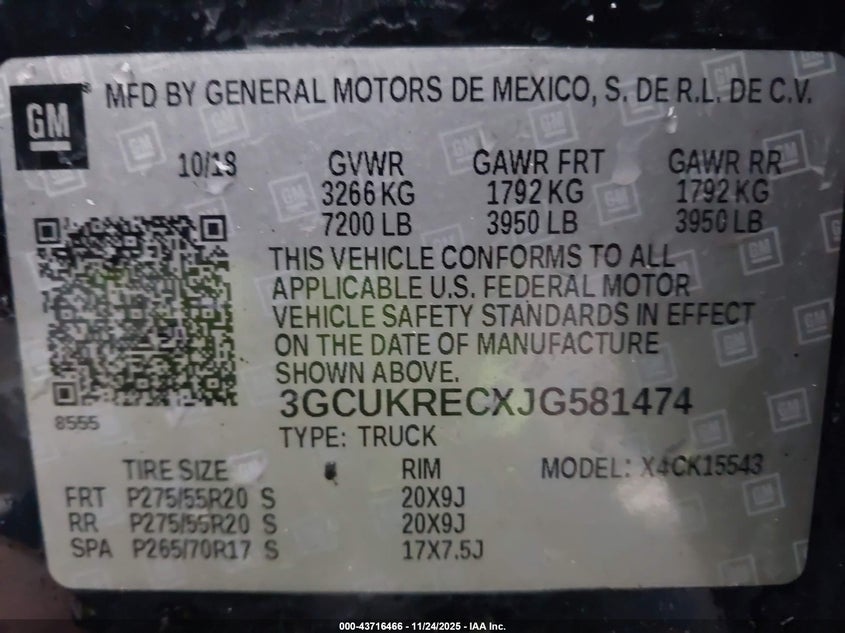 GM ® MFD BY GENERAL MOTORS DE MEXICO, S. DE R.L. DE C.V.
10/18 GVWR GAWR FRT GAWR RR
3266 KG 1792 KG 1792 KG
7200 LB 3950 LB 3950 LB
THIS VEHICLE CONFORMS TO ALL
APPLICABLE U.S. FEDERAL MOTOR
VEHICLE SAFETY STANDARDS IN EFFECT
ON THE DATE OF MANUFACTURE
SHOWN ABOVE.
3GCUKRECXJG581474
8555
TYPE: TRUCK
TIRE SIZE RIM MODEL: X4CK15543
FRT P275/55R20 S 20X9J
RR P275/55R20 S 20X9J
SPA P265/70R17 S 17X7.5J
000-43716466 - 11/24/2025 - IAA Inc.